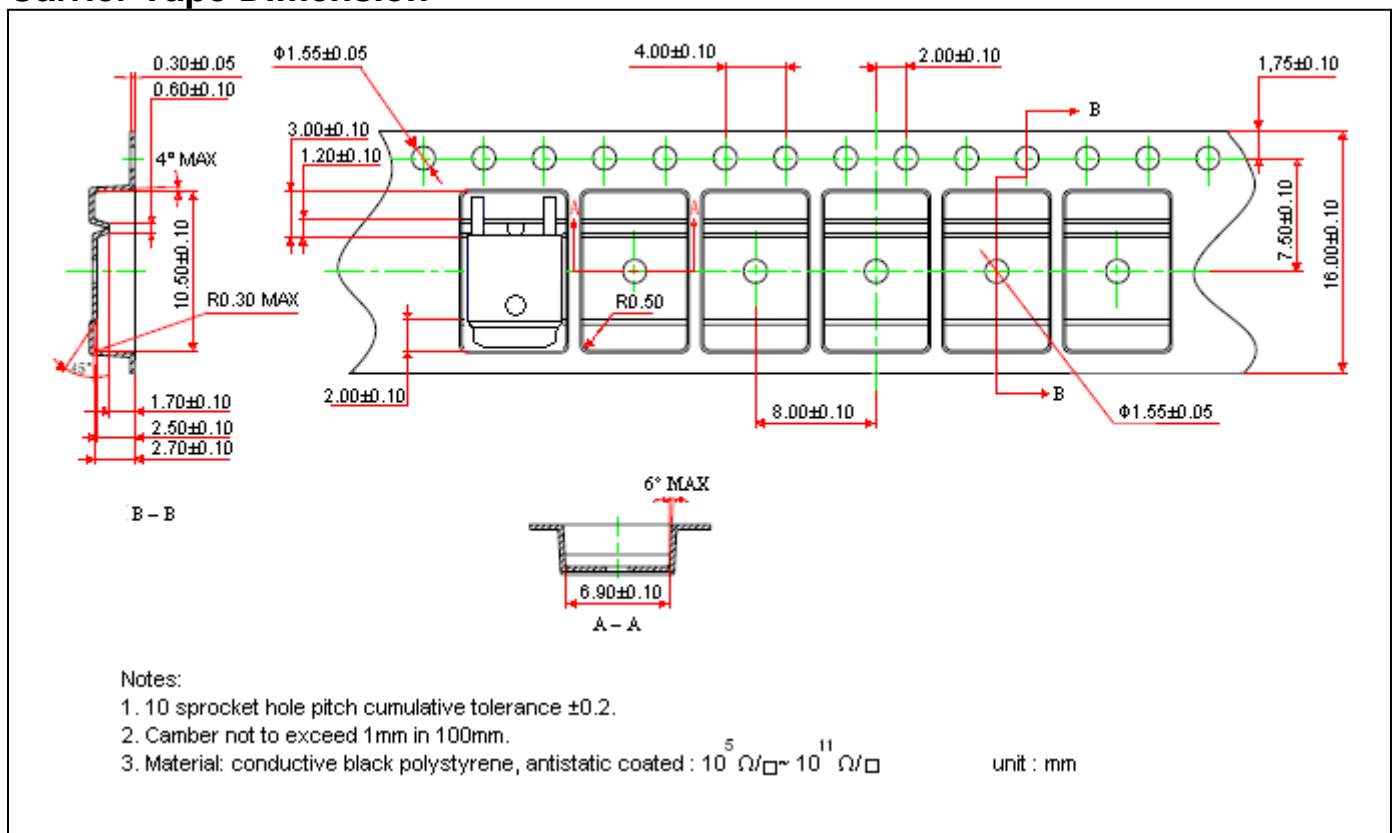 Carrier Tape Dimension
0.30±0.05
0.60±0.10
Φ1.55±0.05
4.00±0.10
2.00±0.10
1,75±0.10
B
3.00±0.10
1.20±0.10
4° MAX
A
A
10.50±0.10
7.50±0.10
16.00±0.10
R0.30 MAX
R0.50
45°
2.00±0.10
1.70±0.10
2.50±0.10
2.70±0.10
8.00±0.10
B
Φ1.55±0.05
B – B
6° MAX
6.90±0.10
A – A
Notes:
1. 10 sprocket hole pitch cumulative tolerance ±0.2.
2. Camber not to exceed 1mm in 100mm.
3. Material: conductive black polystyrene, antistatic coated : 10⁵ Ω/□~ 10¹¹ Ω/□ unit : mm